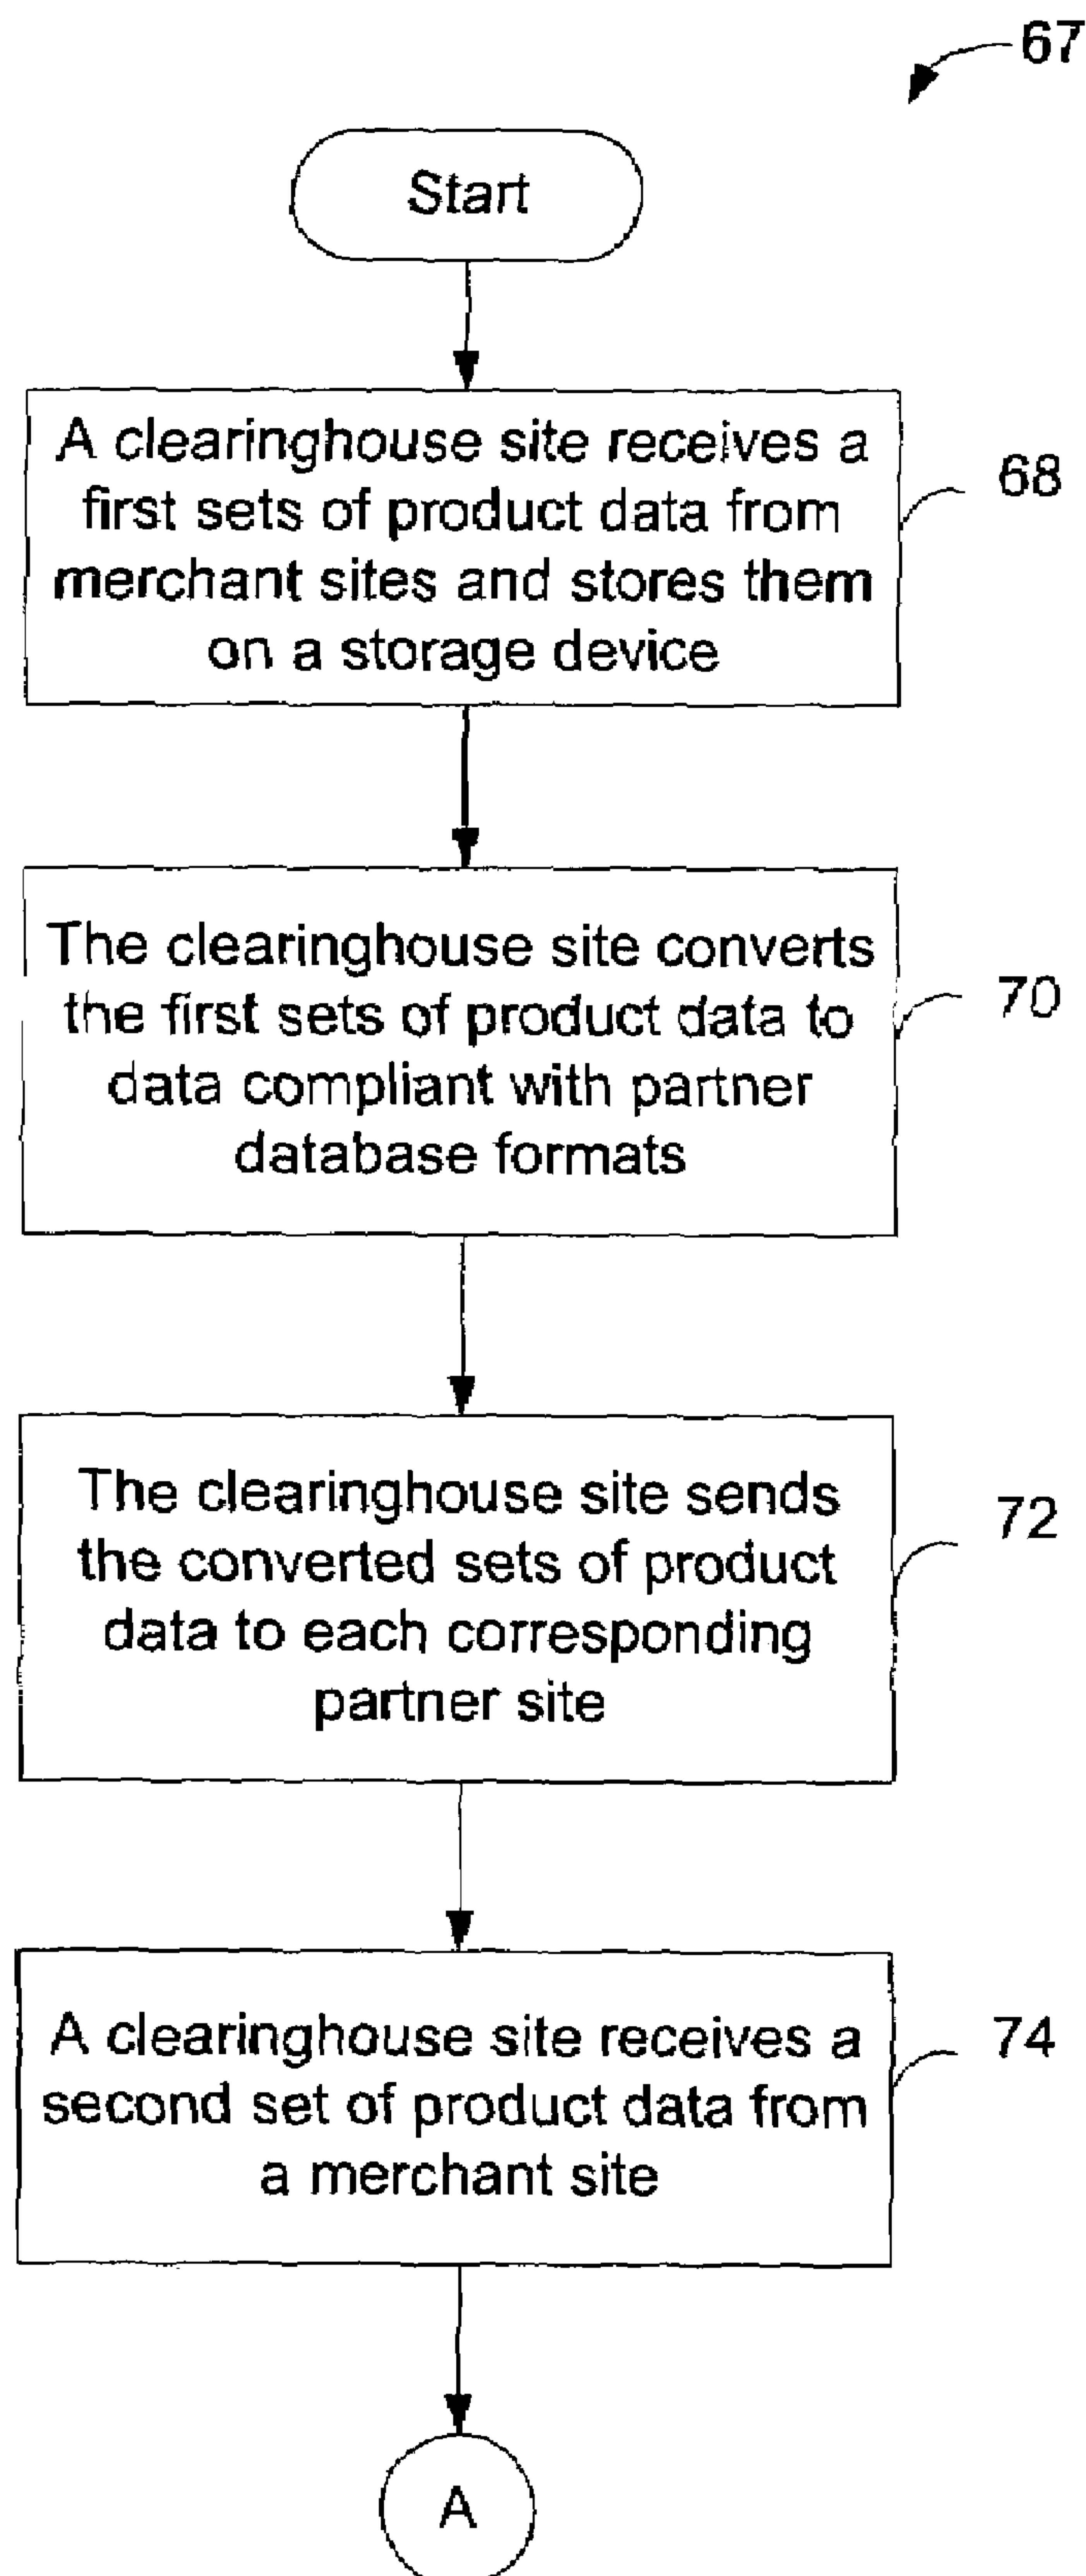 67
Start
A clearinghouse site receives a
first sets of product data from
merchant sites and stores them
on a storage device
68
The clearinghouse site converts
the first sets of product data to
data compliant with partner
database formats
70
The clearinghouse site sends
the converted sets of product
data to each corresponding
partner site
72
A clearinghouse site receives a
second set of product data from
a merchant site
74
A